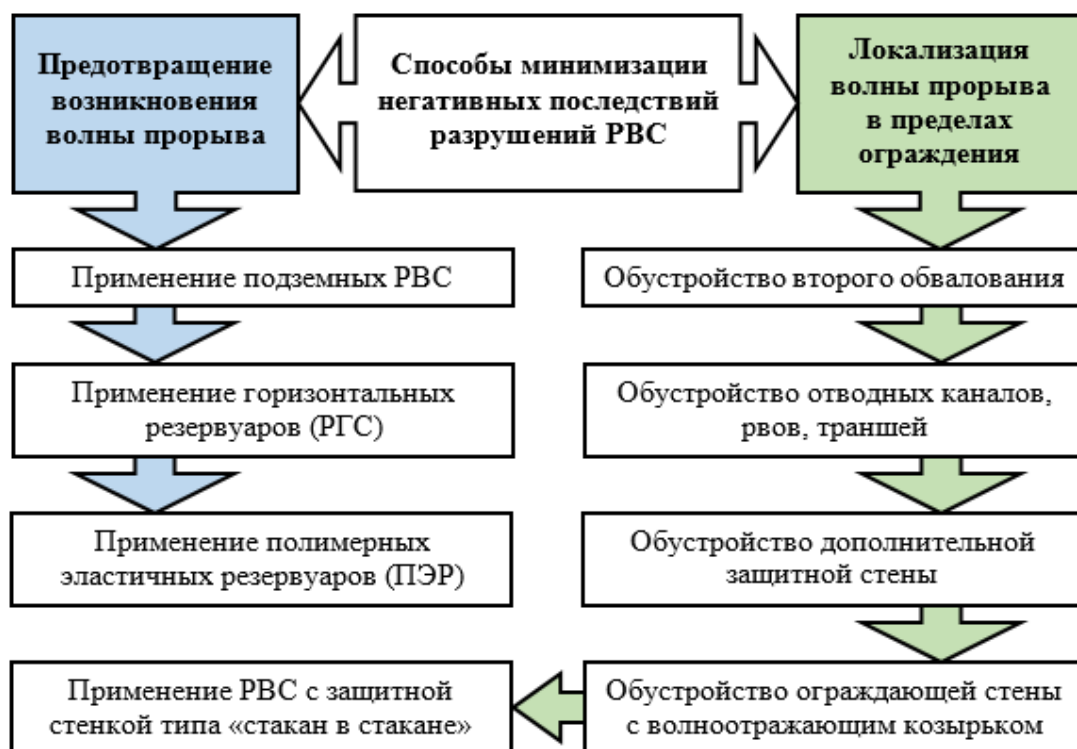 Предотвращение
возникновения
волны прорыва
Способы минимизации
негативных последствий
разрушений РВС
Локализация
волны прорыва
в пределах
ограждения
Применение подземных РВС
Применение горизонтальных
резервуаров (РГС)
Применение полимерных
эластичных резервуаров (ПЭР)
Обустройство второго обвалования
Обустройство отводных каналов,
рвов, траншей
Обустройство дополнительной
защитной стены
Обустройство ограждающей стены
с волноотражающим козырьком
Применение РВС с защитной
стенкой типа «стакан в стакане»